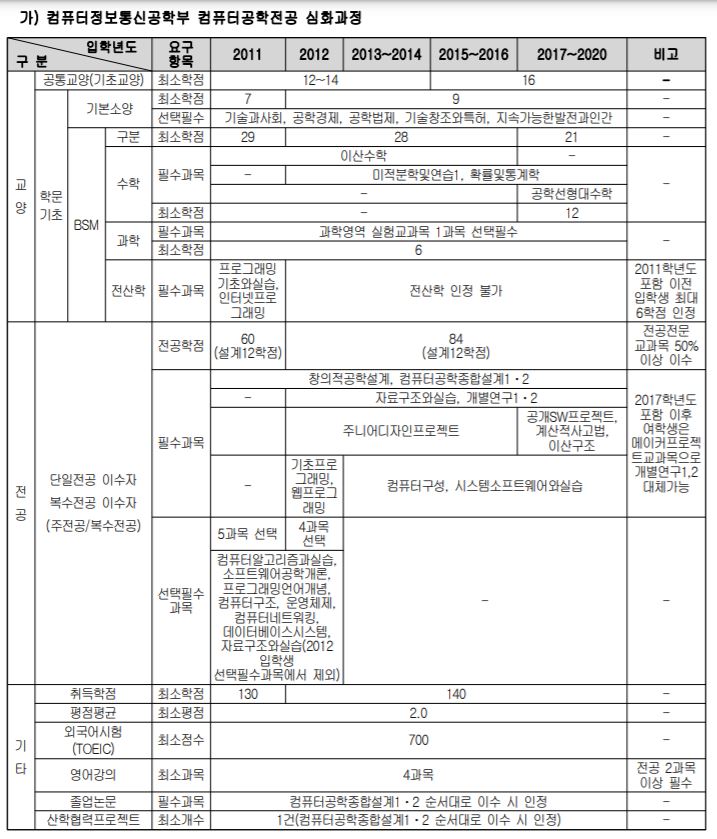 가) 컴퓨터정보통신공학부 컴퓨터공학전공 심화과정
입학년도
구 분
요구
항목
2011
2012
2013~2014
2015~2016
2017~2020
비고
공통교양(기초교양)
최소학점
12~14
16
–
교
양
학문
기초
기본소양
최소학점
7
9
–
선택필수
기술과사회, 공학경제, 공학법제, 기술창조와특허, 지속가능한발전과인간
–
BSM
구분
최소학점
29
28
21
–
수학
필수과목
이산수학
–
–
미적분학및연습1, 확률및통계학
–
공학선형대수학
최소학점
–
12
–
과학
필수과목
과학영역 실험교과목 1과목 선택필수
최소학점
6
–
전산학
필수과목
프로그래밍
기초와실습,
인터넷프로
그래밍
전산학 인정 불가
2011학년도
포함 이전
입학생 최대
6학점 인정
전
공
단일전공 이수자
복수전공 이수자
(주전공/복수전공)
전공학점
60
(설계12학점)
84
(설계12학점)
전공전문
교과목 50%
이상 이수
필수과목
창의적공학설계, 컴퓨터공학종합설계1・2
–
자료구조와실습, 개별연구1・2
주니어디자인프로젝트
공개SW프로젝트,
계산적사고법,
이산구조
–
기초프로
그래밍,
웹프로그
래밍
컴퓨터구성, 시스템소프트웨어와실습
2017학년도
포함 이후
여학생은
메이커프로젝
트교과목으로
개별연구1,2
대체가능
선택필수
과목
5과목 선택
4과목
선택
컴퓨터알고리즘과실습,
소프트웨어공학개론,
프로그래밍언어개념,
컴퓨터구조, 운영체제,
컴퓨터네트워킹,
데이터베이스시스템,
자료구조와실습(2012
입학생
선택필수과목에서 제외)
–
–
기
타
취득학점
최소학점
130
140
–
평점평균
최소평점
2.0
–
외국어시험
(TOEIC)
최소점수
700
–
영어강의
최소과목
4과목
전공 2과목
이상 필수
졸업논문
필수과목
컴퓨터공학종합설계1・2 순서대로 이수 시 인정
–
산학협력프로젝트
최소개수
1건(컴퓨터공학종합설계1・2 순서대로 이수 시 인정)
–